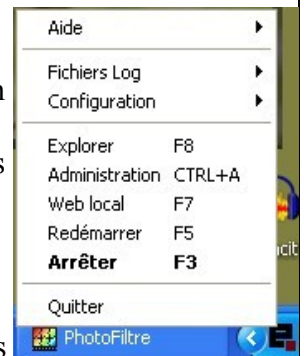 Aide
Fichiers Log
Configuration
Explorer F8
Administration CTRL+A
Web local F7
Redémarrer F5
Arrêter F3
Quitter
PhotoFiltre